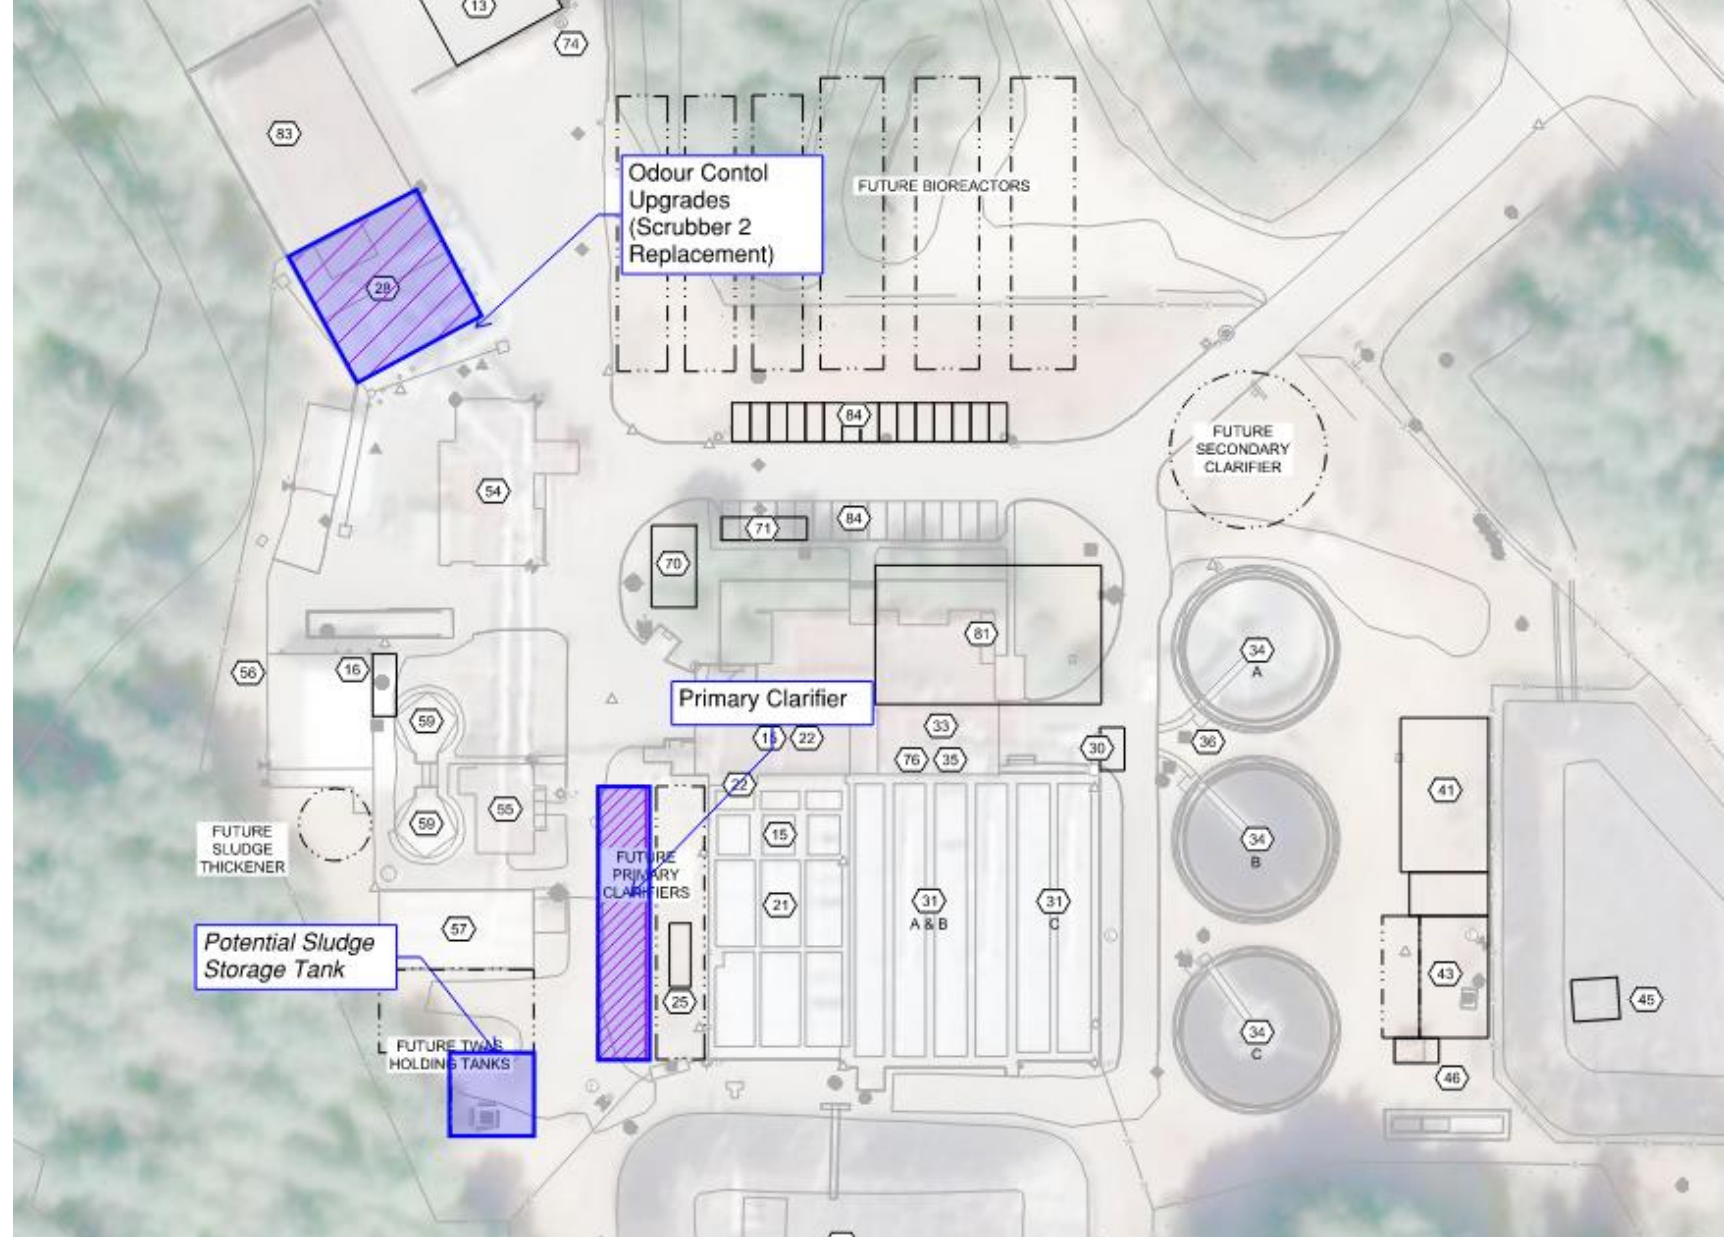 13
74
83
Odour Contol
Upgrades
(Scrubber 2
Replacement)
FUTURE BIOREACTORS
28
84
FUTURE
SECONDARY
CLARIFIER
54
71
84
70
81
34
A
56
16
59
Primary Clarifier
22
33
30
36
76
35
22
41
59
55
15
34
B
FUTURE
SLUDGE
THICKENER
FUTURE
PRIMARY
CLARIFIERS
21
31
A & B
31
C
57
Potential Sludge
Storage Tank
43
25
45
34
C
FUTURE TWAS
HOLDING TANKS
46